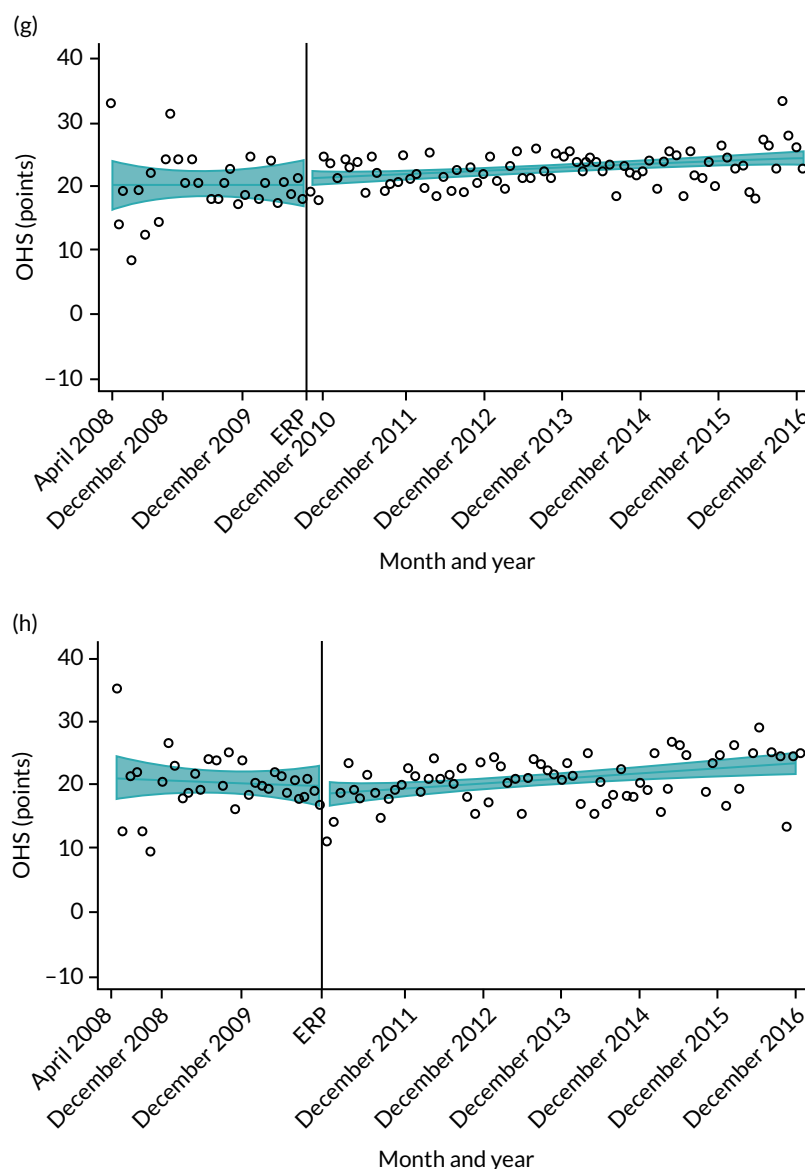 (g)
40
30
20
10
0
–10
OHS (points)
April 2008
December 2008
December 2009
ERP
December 2010
December 2011
December 2012
December 2013
December 2014
December 2015
December 2016
Month and year
(h)
40
30
20
10
0
–10
OHS (points)
April 2008
December 2008
December 2009
ERP
December 2011
December 2012
December 2013
December 2014
December 2015
December 2016
Month and year